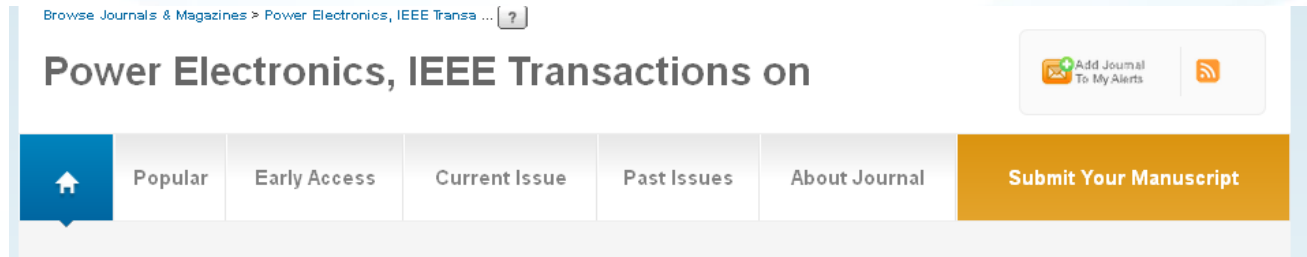 Browse Journals & Magazines > Power Electronics, IEEE Transa ... ?
Power Electronics, IEEE Transactions on
Add Journal
To My Alerts
Popular Early Access Current Issue Past Issues About Journal Submit Your Manuscript